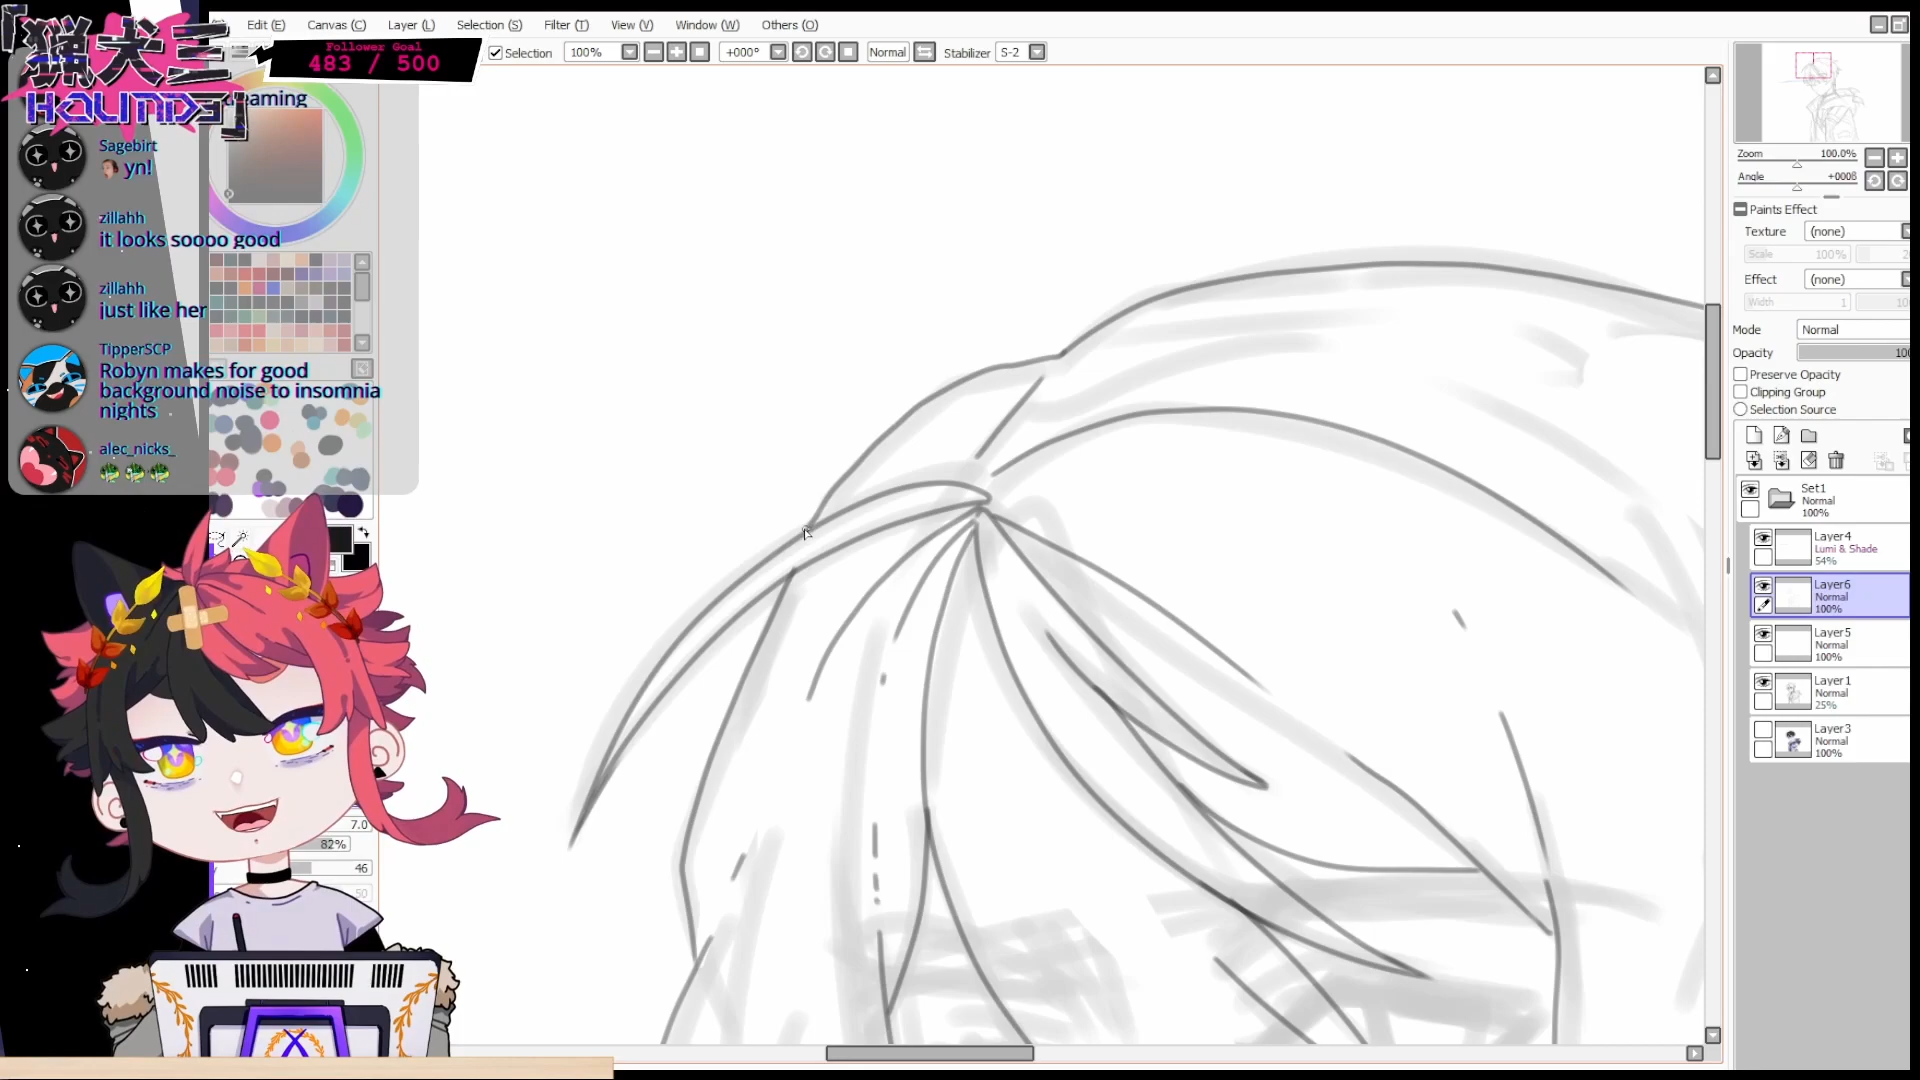 「猟犬三
HOUND3」
Follower Goal
483 / 500
Edit (E)
Canvas (C)
Layer (L)
Selection (S)
Filter (T)
View (V)
Window (W)
Others (O)
Selection
100%
+000°
Normal
Stabilizer
S-2
Sagebirt
yn!
zillahh
it looks soooo good
zillahh
just like her
TipperSCP
Robyn makes for good
background noise to insomnia
nights
alec_nicks_
7.0
82%
46
50
Zoom
100.0%
Angle
+0008
Paints Effect
Texture
(none)
Scale
100%
Effect
(none)
Width
1
Mode
Normal
Opacity
Preserve Opacity
Clipping Group
Selection Source
Set1
Normal
100%
Layer4
Lumi & Shade
54%
Layer6
Normal
100%
Layer5
Normal
100%
Layer1
Normal
25%
Layer3
Normal
100%